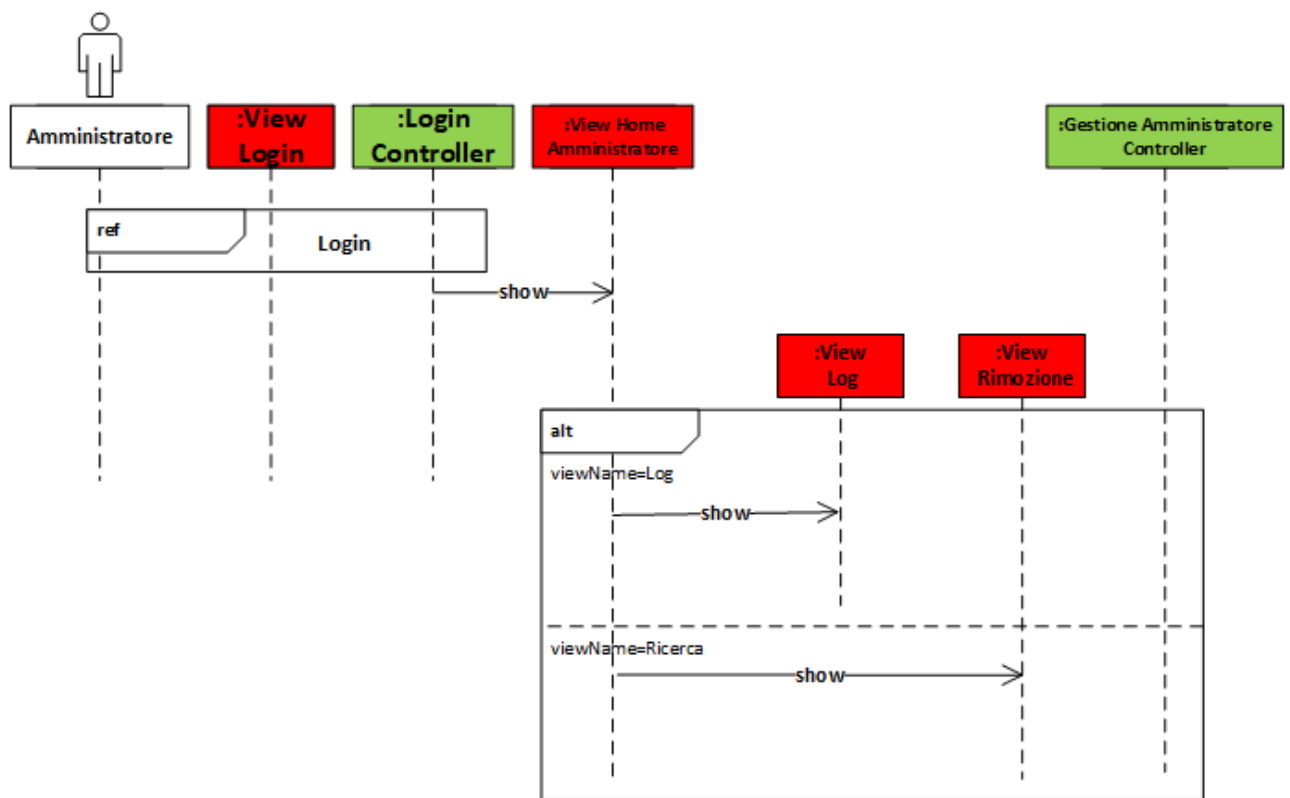 Amministratore
:View
Login
:Login
Controller
:View Home
Amministratore
:Gestione Amministratore
Controller
ref
Login
show
:View
Log
:View
Rimozione
alt
viewName=Log
show
viewName=Ricerca
show